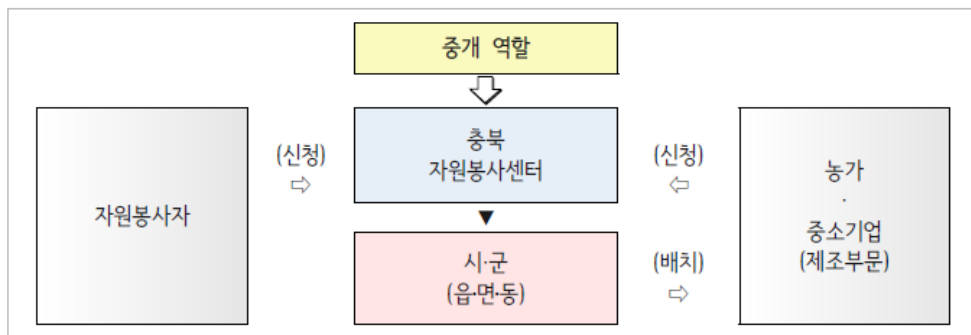 중개 역할
⇩
자원봉사자
(신청)
⇨
충북
자원봉사센터
(신청)
⇦
농가
·
중소기업
(제조부문)
▼
시·군
(읍·면·동)
(배치)
⇨